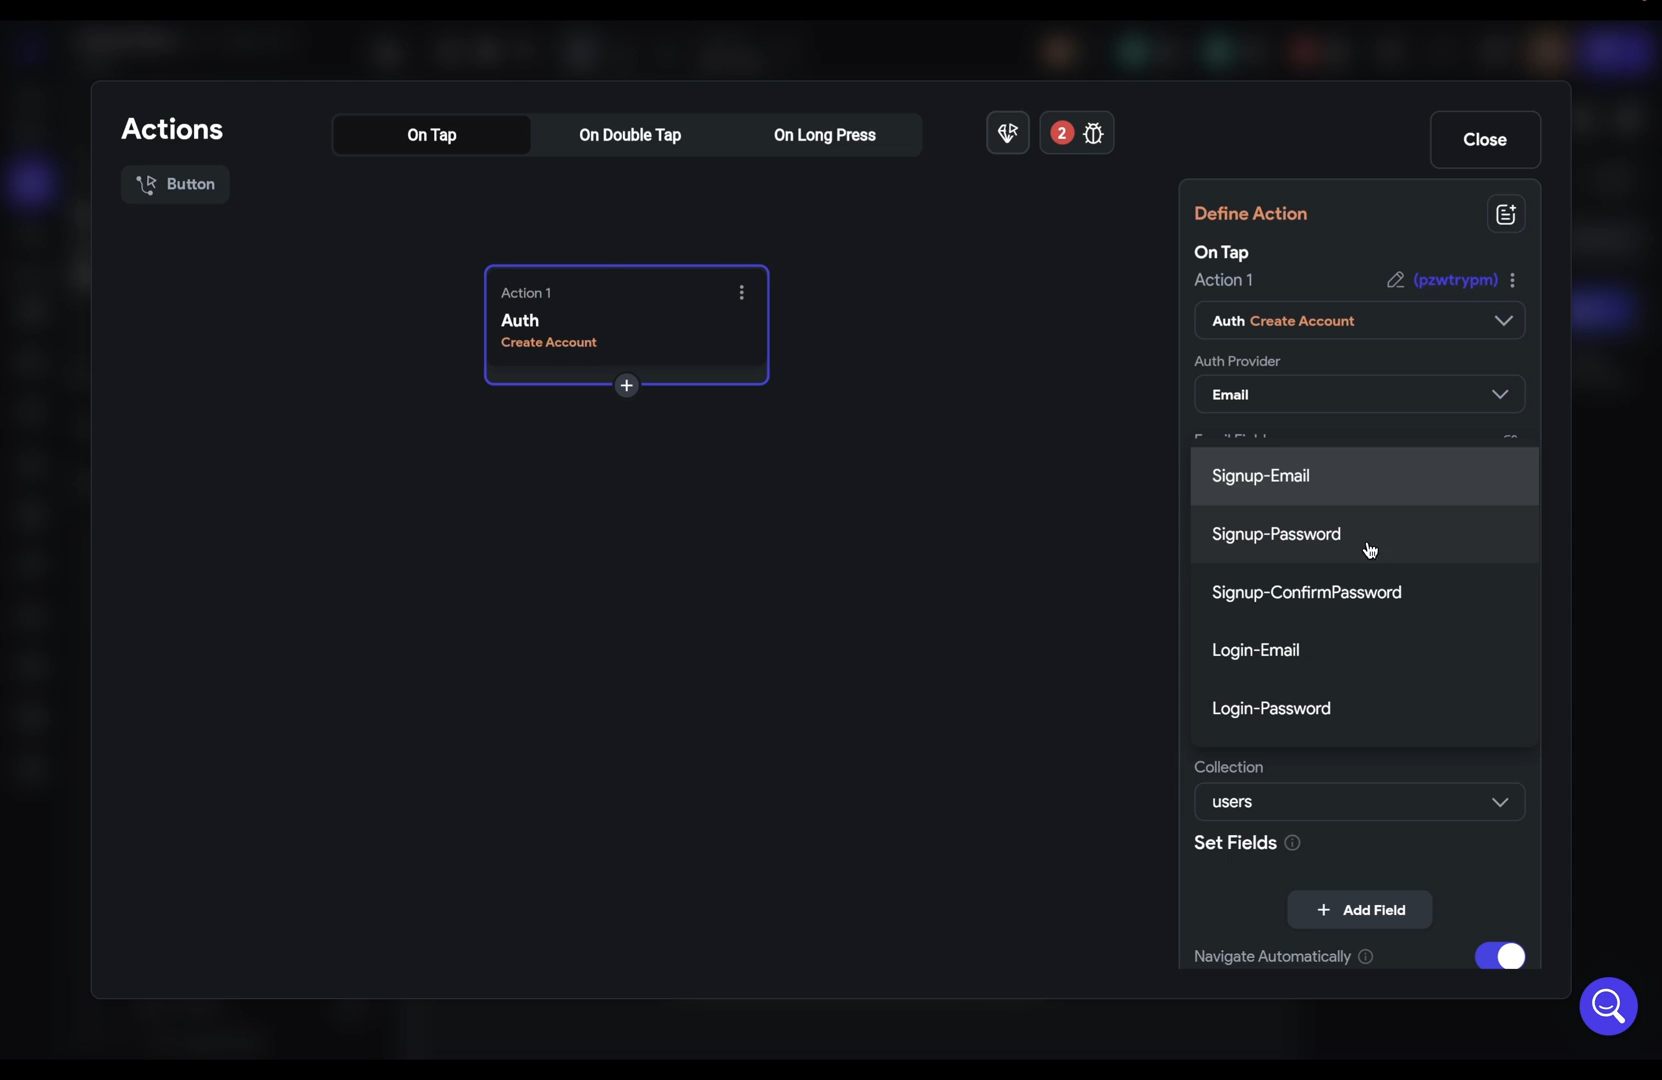 Actions
On Tap
On Double Tap
On Long Press
2
Close
Button
Define Action
On Tap
Action 1
(pzwtrypm)
Auth Create Account
Auth Provider
Email
Action 1
Auth
Create Account
Signup-Email
Signup-Password
Signup-ConfirmPassword
Login-Email
Login-Password
Collection
users
Set Fields
+ Add Field
Navigate Automatically